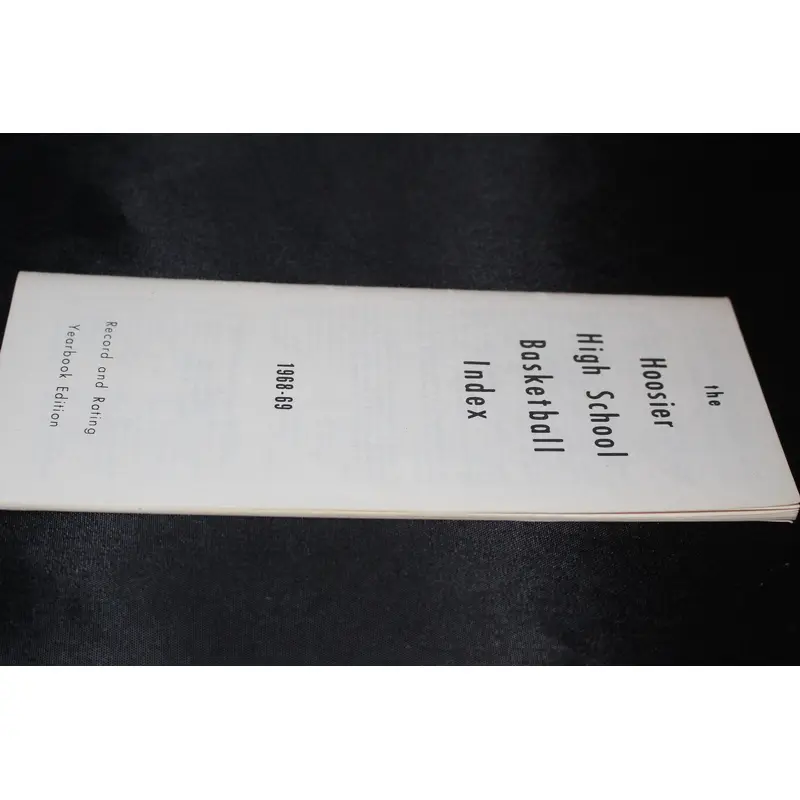 the
Hoosier
High School
Basketball
Index
1968-69
Record and Rating
Yearbook Edition